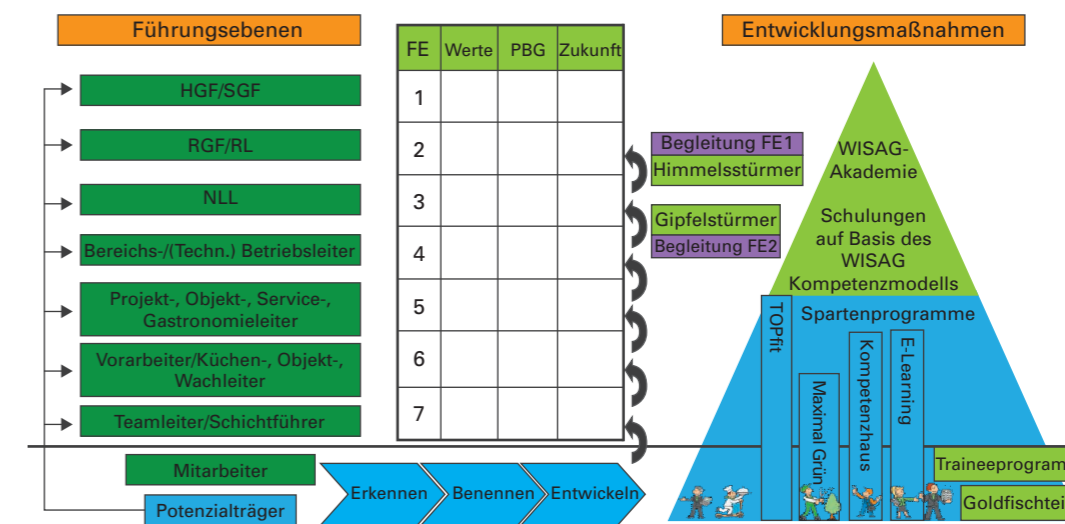 Führungsebenen
HGF/SGF
RGF/RL
NLL
Bereichs-/(Techn.) Betriebsleiter
Projekt-, Objekt-, Service-,
Gastronomieleiter
Vorarbeiter/Küchen-, Objekt-,
Wachleiter
Teamleiter/Schichtführer
Mitarbeiter
Potenzialträger
FE Werte PBG Zukunft
1
2
3
4
5
6
7
Erkennen Benennen Entwickeln
Begleitung FE1
Himmelsstürmer
Gipfelstürmer
Begleitung FE2
Entwicklungsmaßnahmen
WISAG-
Akademie
Schulungen
auf Basis des
WISAG
Kompetenzmodells
Spartenprogramme
TOPfit
Maximal Grün
Kompetenzhaus
E-Learning